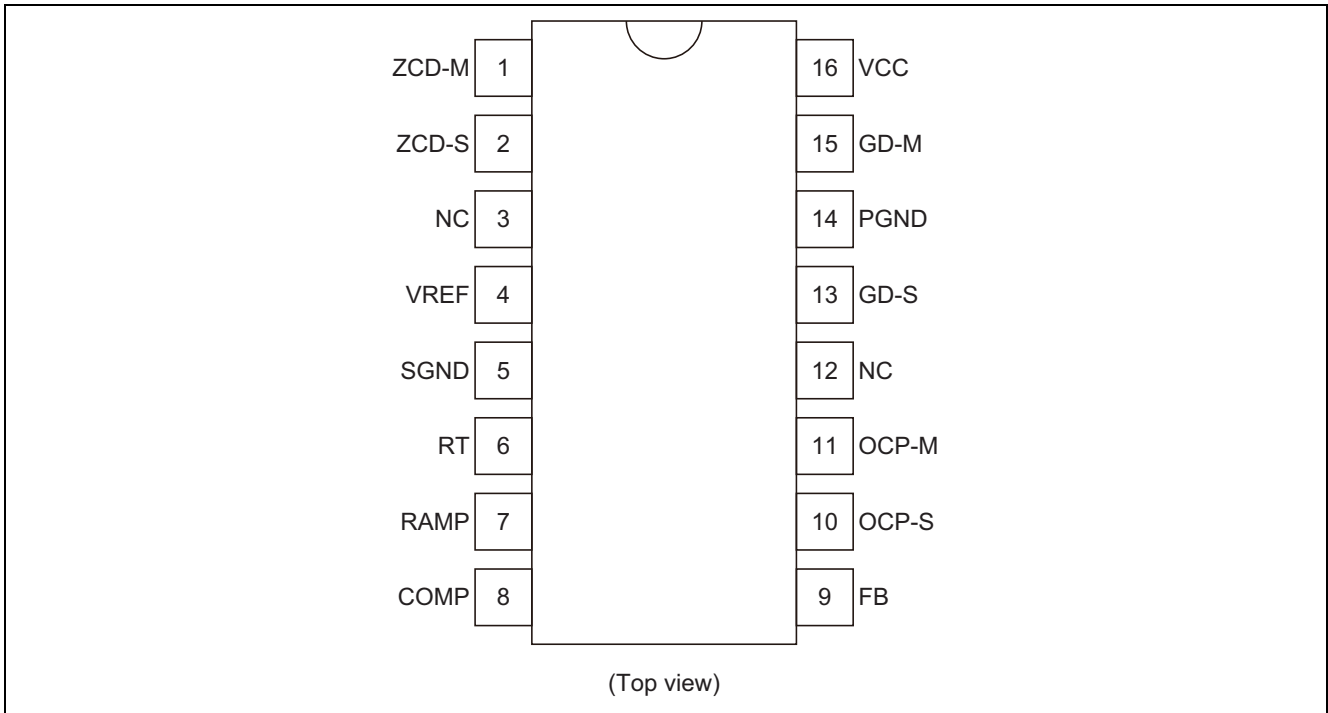 ZCD-M 1 16 VCC
ZCD-S 2 15 GD-M
NC 3 14 PGND
VREF 4 13 GD-S
SGND 5 12 NC
RT 6 11 OCP-M
RAMP 7 10 OCP-S
COMP 8 9 FB
(Top view)